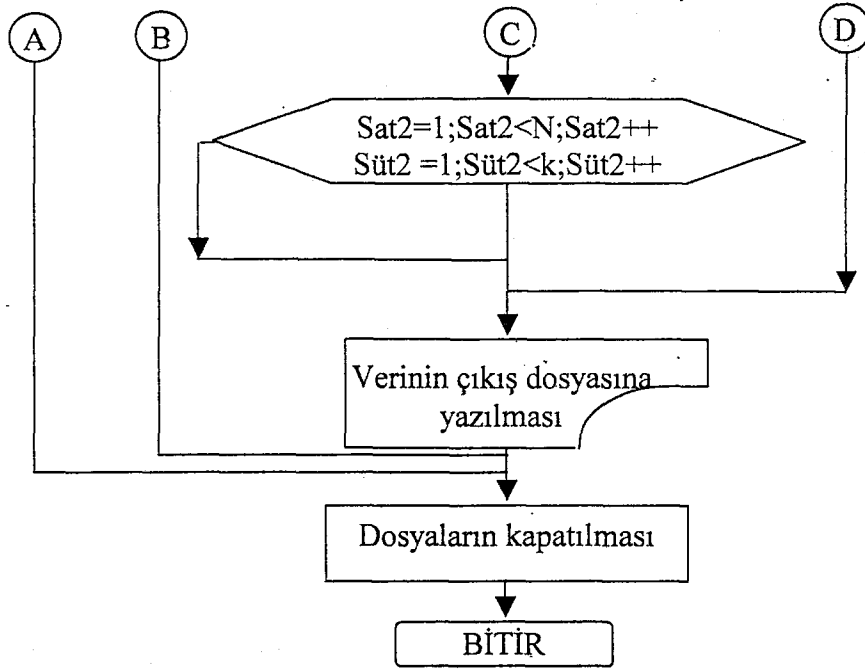 A
B
C
D
Sat2=1;Sat2<N;Sat2++
Süt2 =1;Süt2<k;Süt2++
Verinin çıkış dosyasına
yazılması
Dosyaların kapatılması
BİTİR